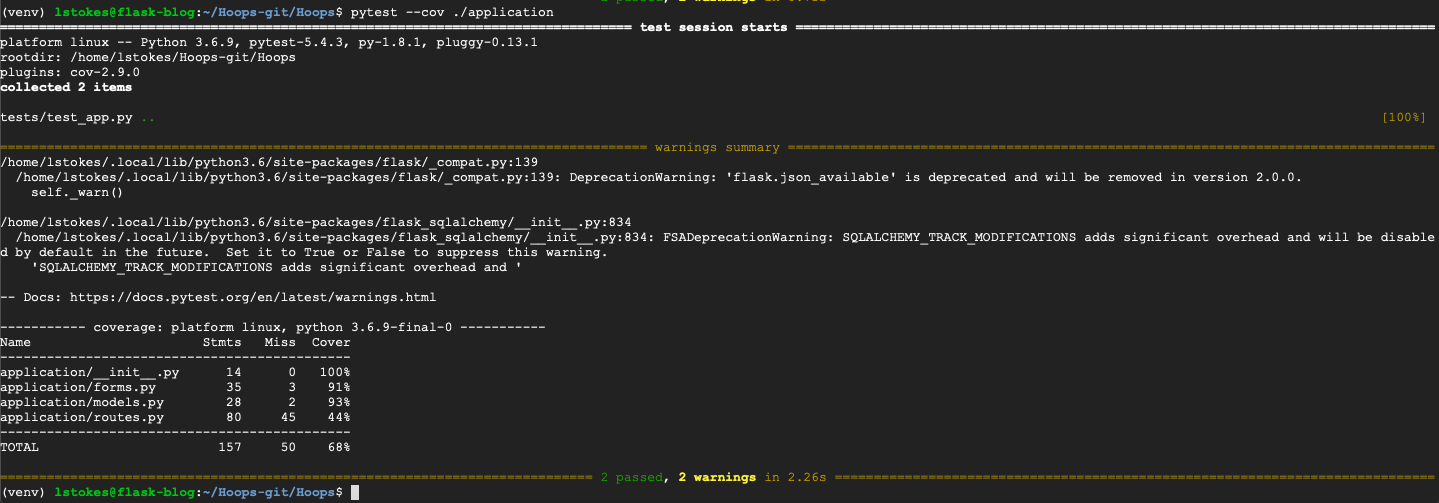 (venv) lstokes@flask-blog:~/Hoops-git/Hoops$ pytest --cov ./application
============================= test session starts =============================
platform linux -- Python 3.6.9, pytest-5.4.3, py-1.8.1, pluggy-0.13.1
rootdir: /home/lstokes/Hoops-git/Hoops
plugins: cov-2.9.0
collected 2 items
tests/test_app.py .. [100%]
============================= warnings summary =============================
/home/lstokes/.local/lib/python3.6/site-packages/flask/_compat.py:139
  /home/lstokes/.local/lib/python3.6/site-packages/flask/_compat.py:139: DeprecationWarning: 'flask.json_available' is deprecated and will be removed in version 2.0.0.
    self._warn()
/home/lstokes/.local/lib/python3.6/site-packages/flask_sqlalchemy/__init__.py:834
  /home/lstokes/.local/lib/python3.6/site-packages/flask_sqlalchemy/__init__.py:834: FSADeprecationWarning: SQLALCHEMY_TRACK_MODIFICATIONS adds significant overhead and will be disable
d by default in the future.  Set it to True or False to suppress this warning.
    'SQLALCHEMY_TRACK_MODIFICATIONS adds significant overhead and '
-- Docs: https://docs.pytest.org/en/latest/warnings.html
----------- coverage: platform linux, python 3.6.9-final-0 -----------
Name                      Stmts   Miss  Cover
---------------------------------------------
application/__init__.py      14      0   100%
application/forms.py         35      3    91%
application/models.py        28      2    93%
application/routes.py        80     45    44%
---------------------------------------------
TOTAL                       157     50    68%
============================= 2 passed, 2 warnings in 2.26s =============================
(venv) lstokes@flask-blog:~/Hoops-git/Hoops$